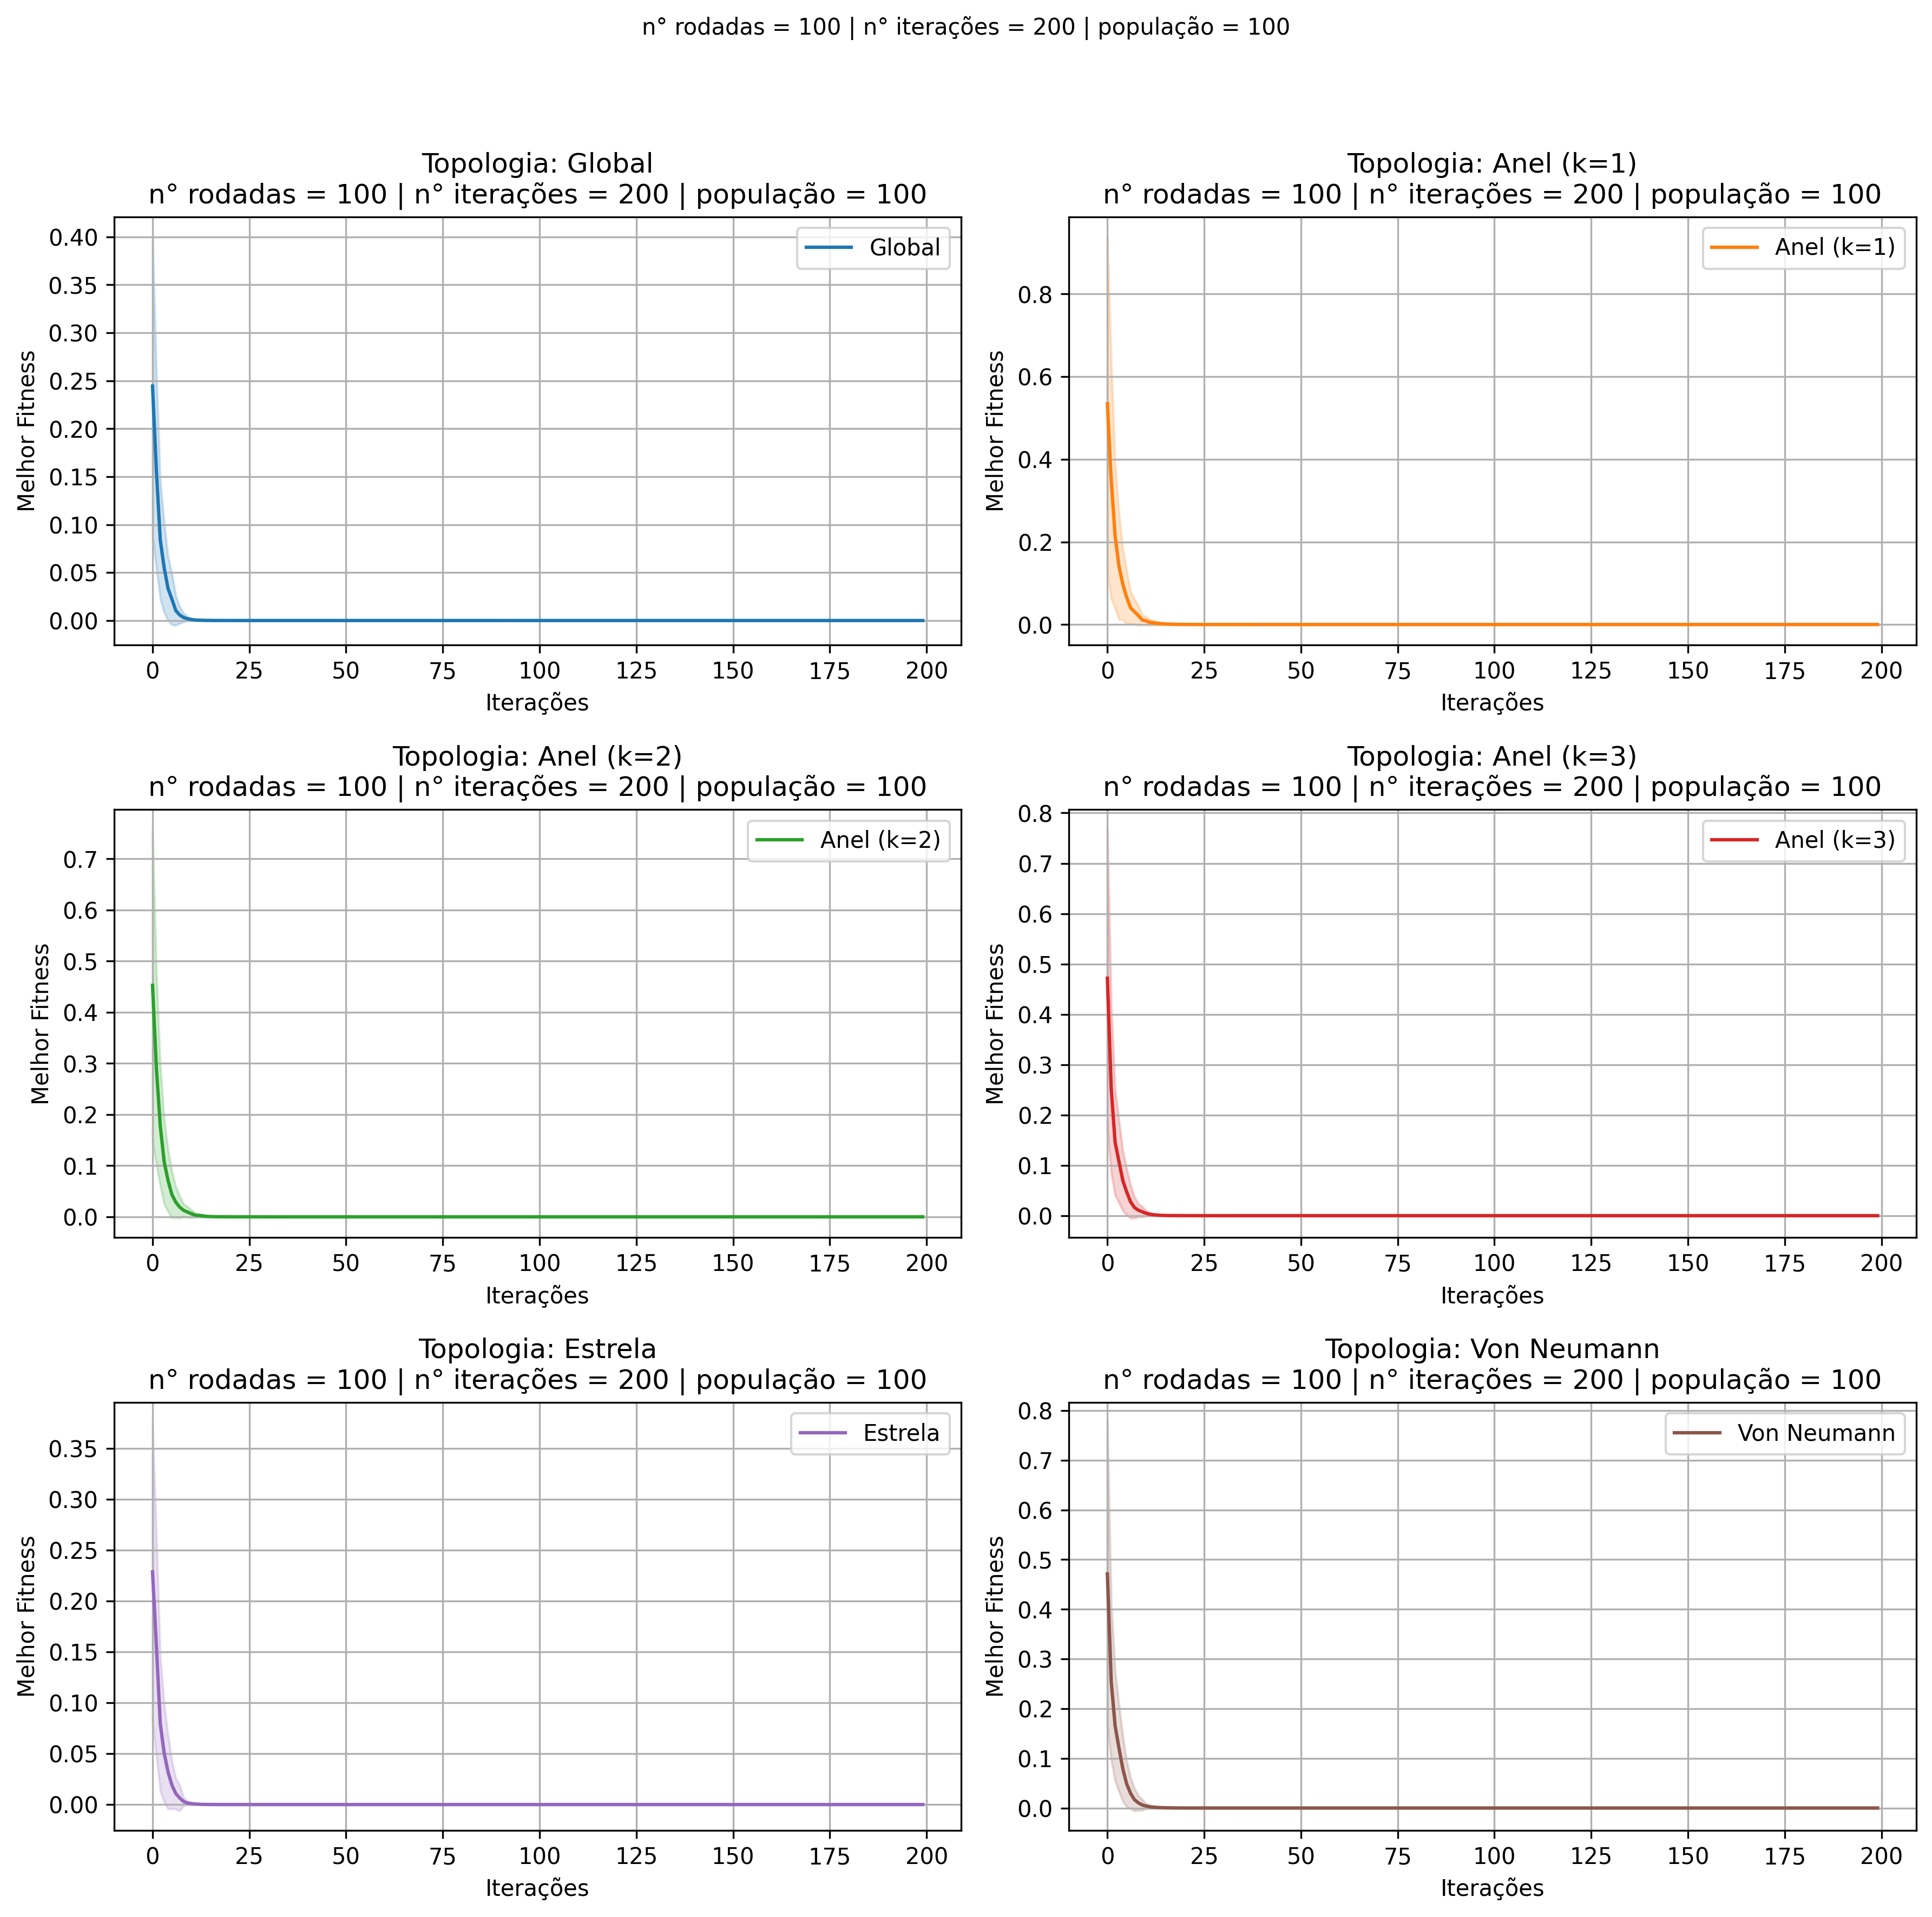 n° rodadas = 100 | n° iterações = 200 | população = 100
Topologia: Global
n° rodadas = 100 | n° iterações = 200 | população = 100
Global
0.40
0.35
0.30
0.25
0.20
0.15
0.10
0.05
0.00
Melhor Fitness
0 25 50 75 100 125 150 175 200
Iterações
Topologia: Anel (k=1)
n° rodadas = 100 | n° iterações = 200 | população = 100
Anel (k=1)
0.8
0.6
0.4
0.2
0.0
Melhor Fitness
0 25 50 75 100 125 150 175 200
Iterações
Topologia: Anel (k=2)
n° rodadas = 100 | n° iterações = 200 | população = 100
Anel (k=2)
0.7
0.6
0.5
0.4
0.3
0.2
0.1
0.0
Melhor Fitness
0 25 50 75 100 125 150 175 200
Iterações
Topologia: Anel (k=3)
n° rodadas = 100 | n° iterações = 200 | população = 100
Anel (k=3)
0.8
0.7
0.6
0.5
0.4
0.3
0.2
0.1
0.0
Melhor Fitness
0 25 50 75 100 125 150 175 200
Iterações
Topologia: Estrela
n° rodadas = 100 | n° iterações = 200 | população = 100
Estrela
0.35
0.30
0.25
0.20
0.15
0.10
0.05
0.00
Melhor Fitness
0 25 50 75 100 125 150 175 200
Iterações
Topologia: Von Neumann
n° rodadas = 100 | n° iterações = 200 | população = 100
Von Neumann
0.8
0.7
0.6
0.5
0.4
0.3
0.2
0.1
0.0
Melhor Fitness
0 25 50 75 100 125 150 175 200
Iterações